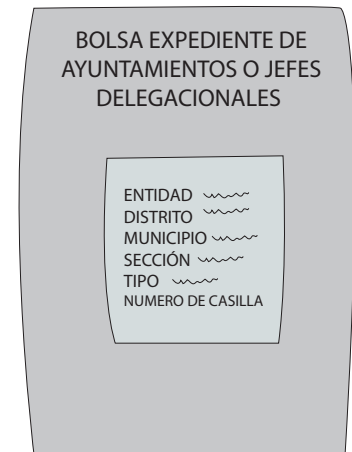 BOLSA EXPEDIENTE DE
AYUNTAMIENTOS O JEFES
DELEGACIONALES
ENTIDAD
DISTRITO
MUNICIPIO
SECCIÓN
TIPO
NUMERO DE CASILLA